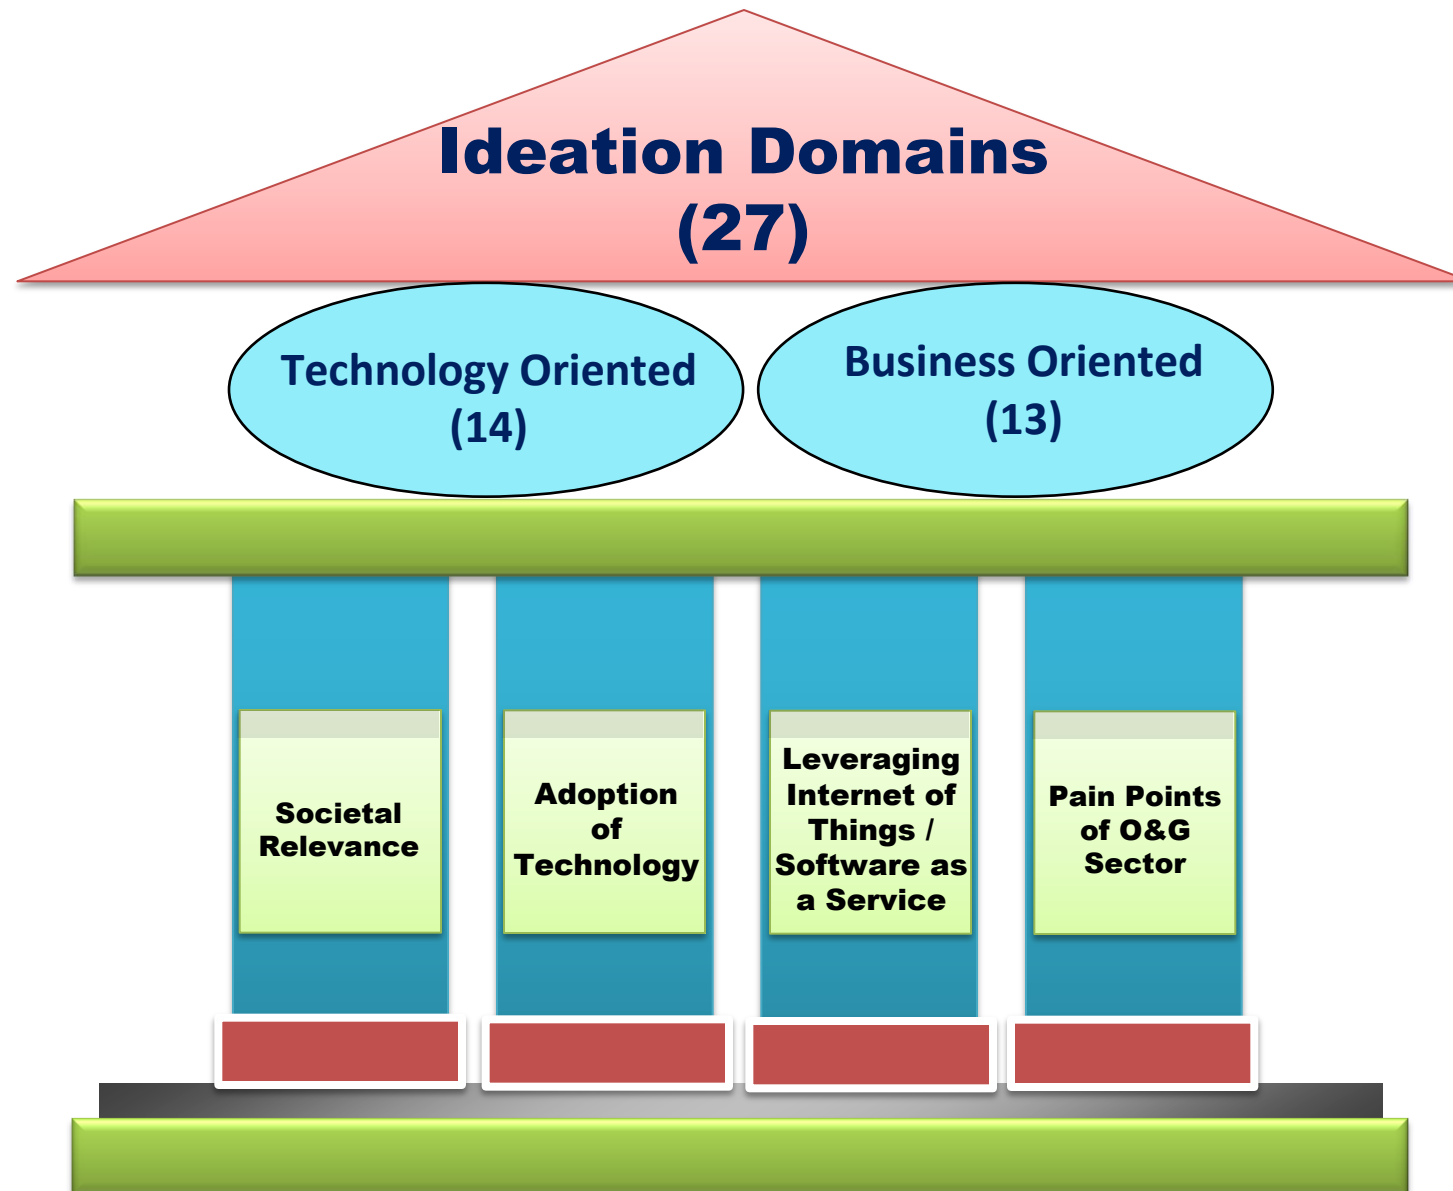 Ideation Domains
(27)
Technology Oriented
(14)
Business Oriented
(13)
Societal
Relevance
Adoption
of
Technology
Leveraging
Internet of
Things /
Software as
a Service
Pain Points
of O&G
Sector